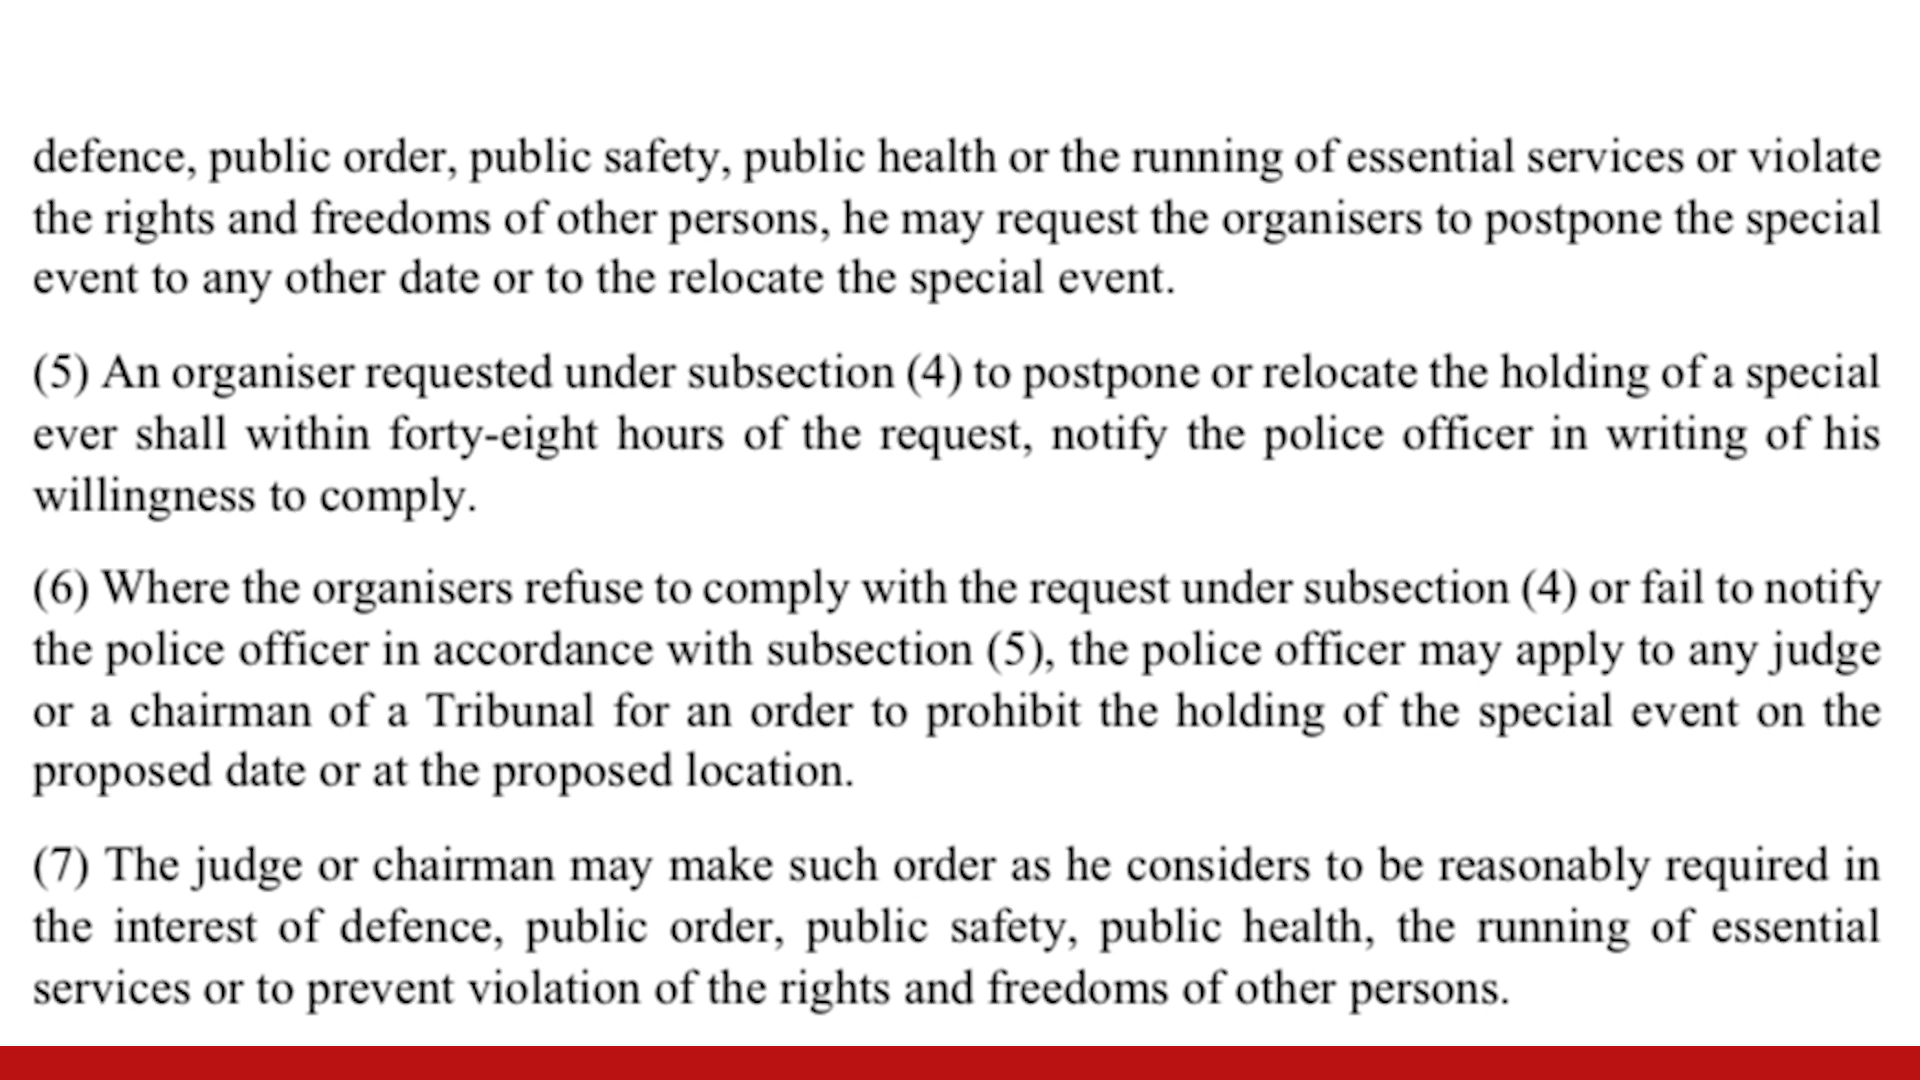 defence, public order, public safety, public health or the running of essential services or violate
the rights and freedoms of other persons, he may request the organisers to postpone the special
event to any other date or to the relocate the special event.
(5) An organiser requested under subsection (4) to postpone or relocate the holding of a special
ever shall within forty-eight hours of the request, notify the police officer in writing of his
willingness to comply.
(6) Where the organisers refuse to comply with the request under subsection (4) or fail to notify
the police officer in accordance with subsection (5), the police officer may apply to any judge
or a chairman of a Tribunal for an order to prohibit the holding of the special event on the
proposed date or at the proposed location.
(7) The judge or chairman may make such order as he considers to be reasonably required in
the interest of defence, public order, public safety, public health, the running of essential
services or to prevent violation of the rights and freedoms of other persons.